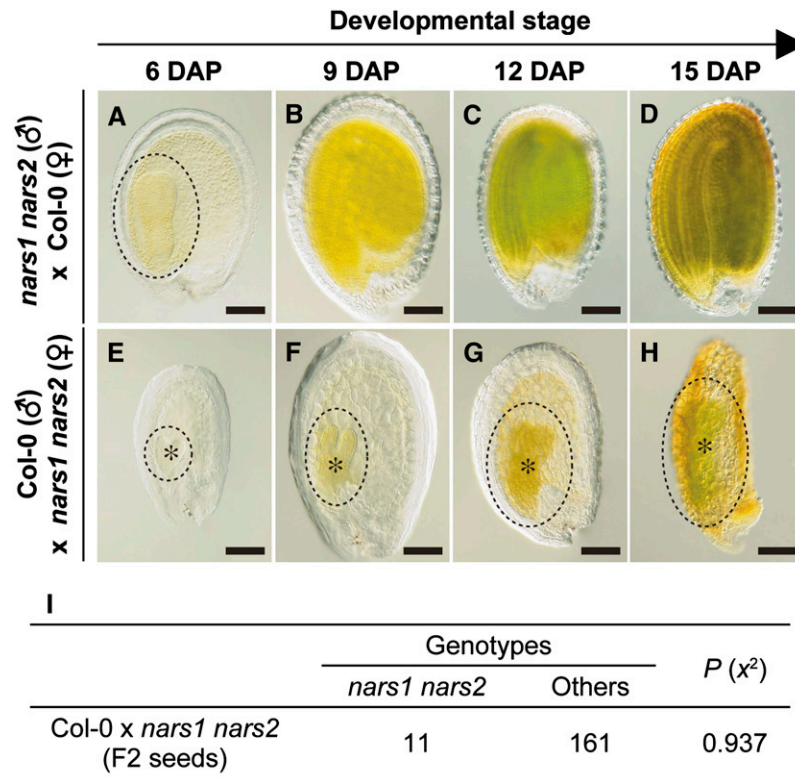 Developmental stage
6 DAP 9 DAP 12 DAP 15 DAP
nars1 nars2 (♂)
x Col-0 (♀)
A B C D
Col-0 (♂)
x nars1 nars2 (♀)
E F G H
* * * *
I
Genotypes
P (x²)
nars1 nars2 Others
Col-0 x nars1 nars2
(F2 seeds)
11 161 0.937